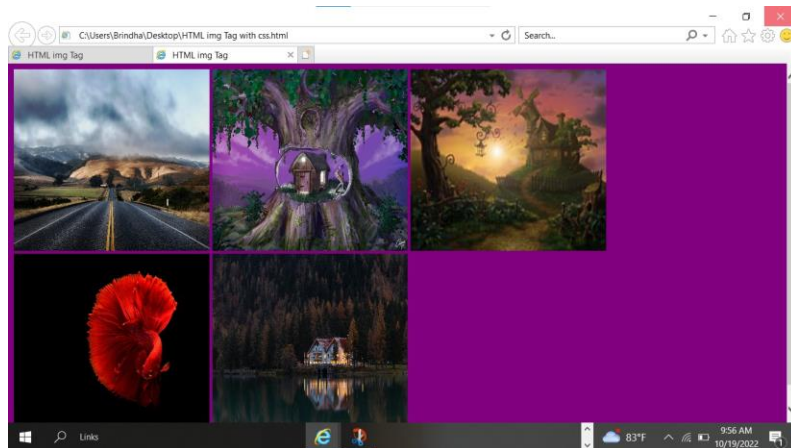 C:\Users\Brindha\Desktop\HTML img Tag with css.html
Search...
HTML img Tag
HTML img Tag
Links
83°F
9:56 AM
10/19/2022